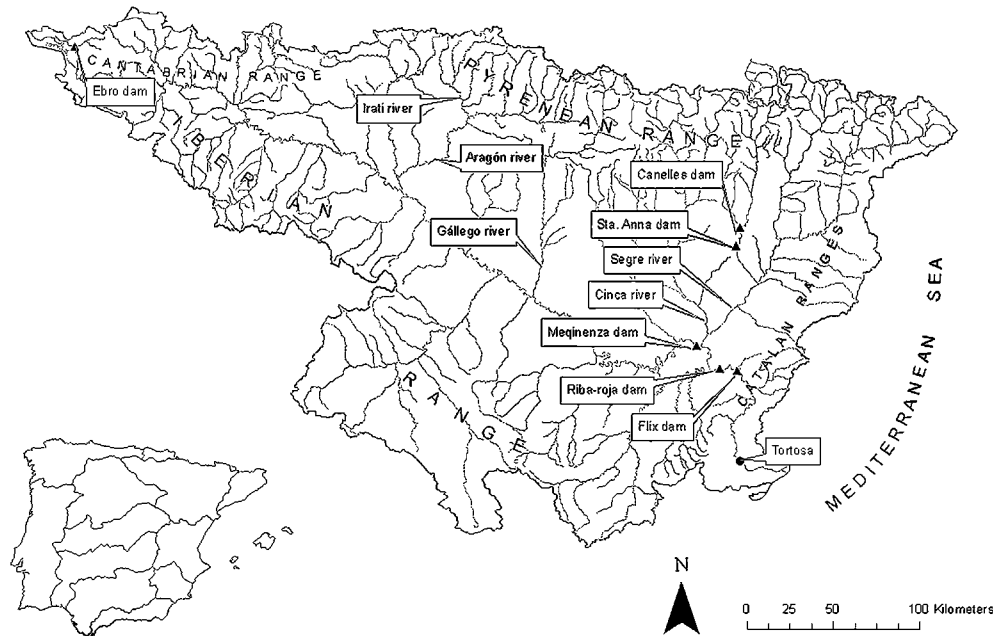 CANTABRIAN RANGE
Ebro dam
PYRENEAN RANGE
Irati river
IBERIAN
Aragón river
Canelles dam
Sta. Anna dam
Gállego river
Segre river
Cinca river
CATALAN RANGES
MEDITERRANEAN SEA
Meqinenza dam
Riba-roja dam
RANGE
Flix dam
Tortosa
N
0 25 50 100 Kilometers